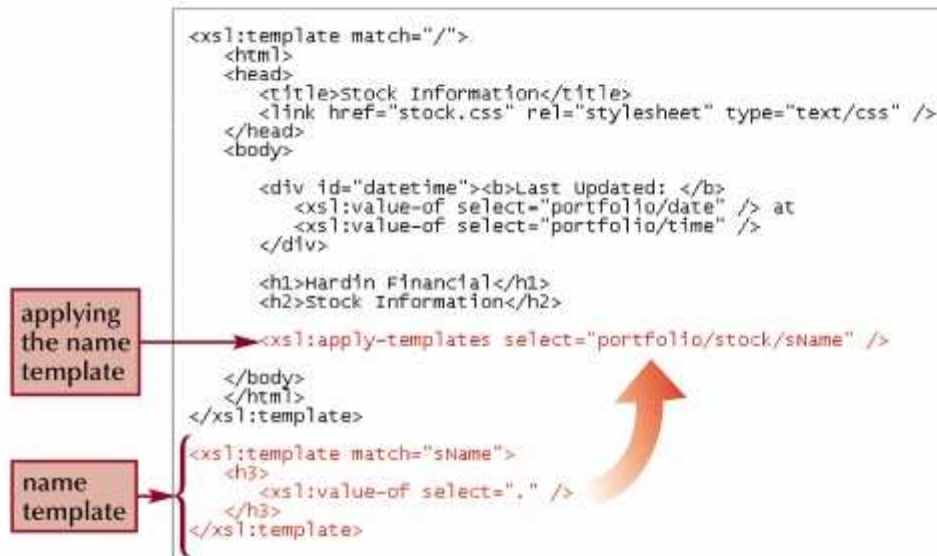 <xsl:template match="/">
<html>
<head>
<title>Stock Information</title>
<link href="stock.css" rel="stylesheet" type="text/css" />
</head>
<body>
<div id="datetime"><b>Last Updated: </b>
<xsl:value-of select="portfolio/date" /> at
<xsl:value-of select="portfolio/time" />
</div>
<h1>Hardin Financial</h1>
<h2>Stock Information</h2>
applying
the name
template
<xsl:apply-templates select="portfolio/stock/sName" />
</body>
</html>
</xsl:template>
name
template
<xsl:template match="sName">
<h3>
<xsl:value-of select="." />
</h3>
</xsl:template>